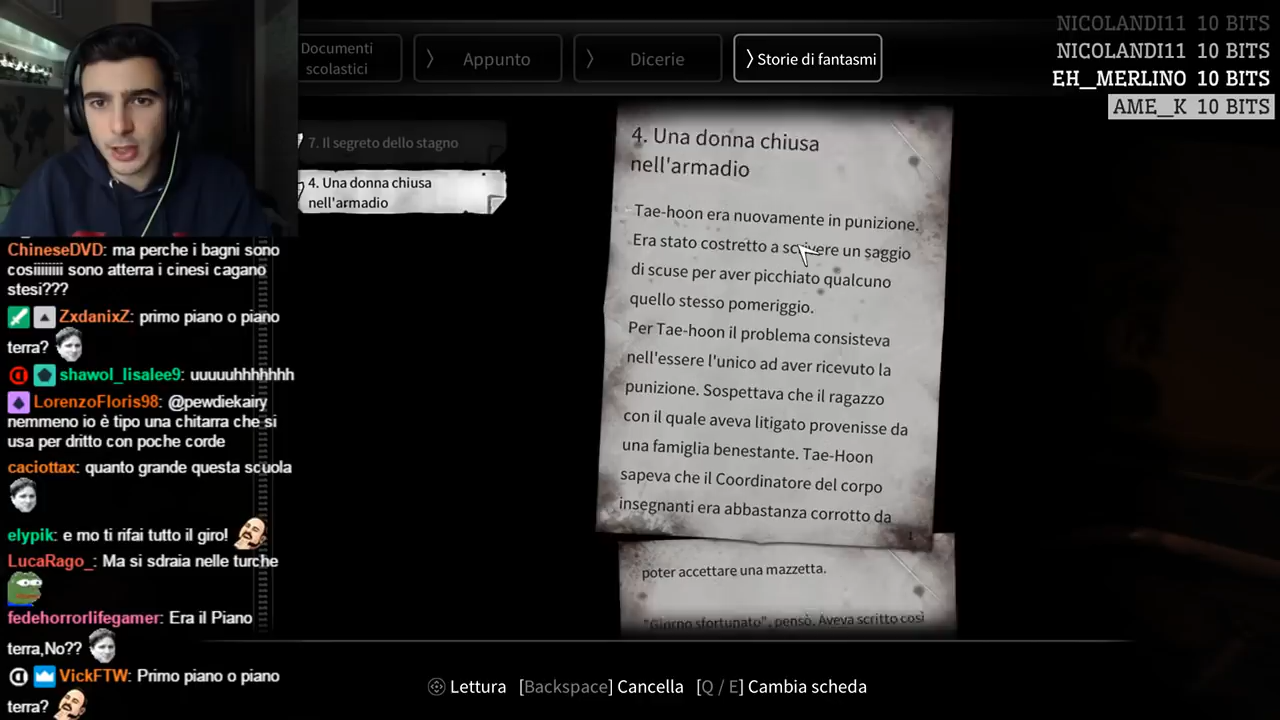 NICOLANDI11 10 BITS
NICOLANDI11 10 BITS
EH_MERLINO 10 BITS
AME_K 10 BITS
Documenti
scolastici
Appunto
Dicerie
Storie di fantasmi
7. Il segreto dello stagno
4. Una donna chiusa
nell'armadio
4. Una donna chiusa
nell'armadio
Tae-hoon era nuovamente in punizione.
Era stato costretto a scrivere un saggio
di scuse per aver picchiato qualcuno
quello stesso pomeriggio.
Per Tae-hoon il problema consisteva
nell'essere l'unico ad aver ricevuto la
punizione. Sospettava che il ragazzo
con il quale aveva litigato provenisse da
una famiglia benestante. Tae-Hoon
sapeva che il Coordinatore del corpo
insegnanti era abbastanza corrotto da
poter accettare una mazzetta.
"Giorno sfortunato", pensò. Aveva scritto così
ChineseDVD: ma perche i bagni sono
cosiiiiiiii sono atterra i cinesi cagano
stesi???
ZxdanixZ: primo piano o piano
terra?
shawol_lisalee9: uuuuuhhhhhhh
LorenzoFloris98: @pewdiekairy
nemmeno io è tipo una chitarra che si
usa per dritto con poche corde
caciottax: quanto grande questa scuola
elypik: e mo ti rifai tutto il giro!
LucaRago_: Ma si sdraia nelle turche
fedehorrorlifegamer: Era il Piano
terra,No??
VickFTW: Primo piano o piano
terra?
Lettura [Backspace] Cancella [Q / E] Cambia scheda